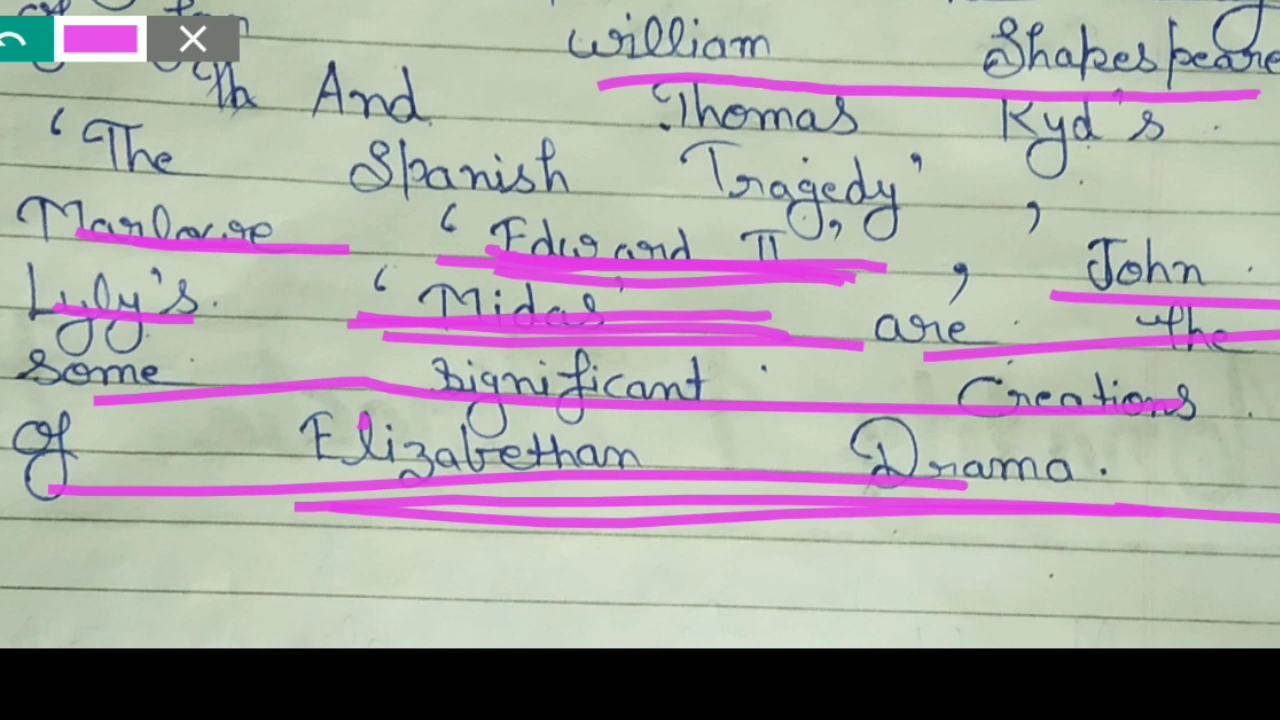 William Shakespeare
And Thomas Kyd's
'The Spanish Tragedy',
Marlowe 'Edward II', John
Lyly's 'Midas' are the
some significant Creations
Of Elizabethan Drama.